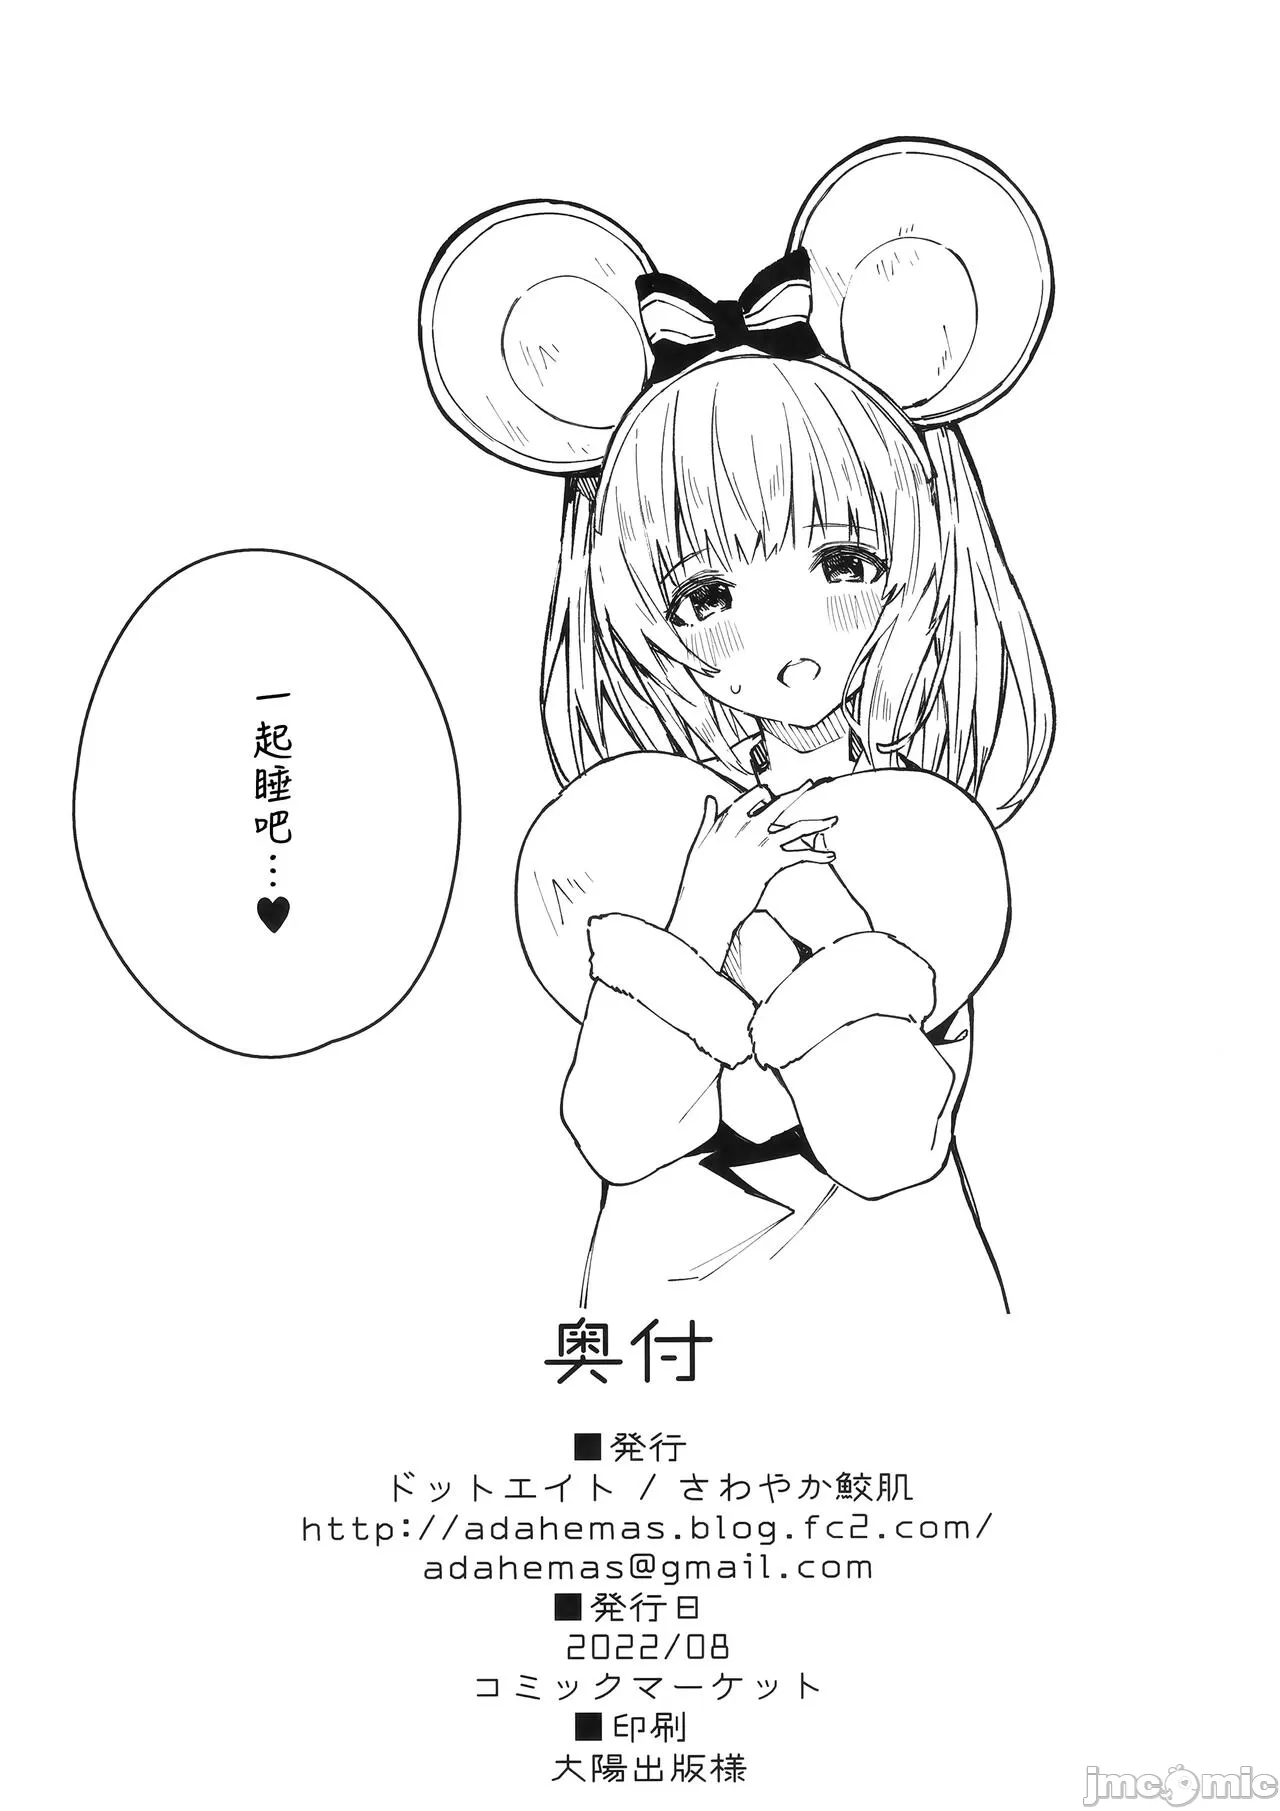 一起睡吧…♥
奥付
■発行
ドットエイト / さわやか鮫肌
http://adahemas.blog.fc2.com/
adahemas@gmail.com
■発行日
2022/08
コミックマーケット
■印刷
大陽出版様
jmcomic